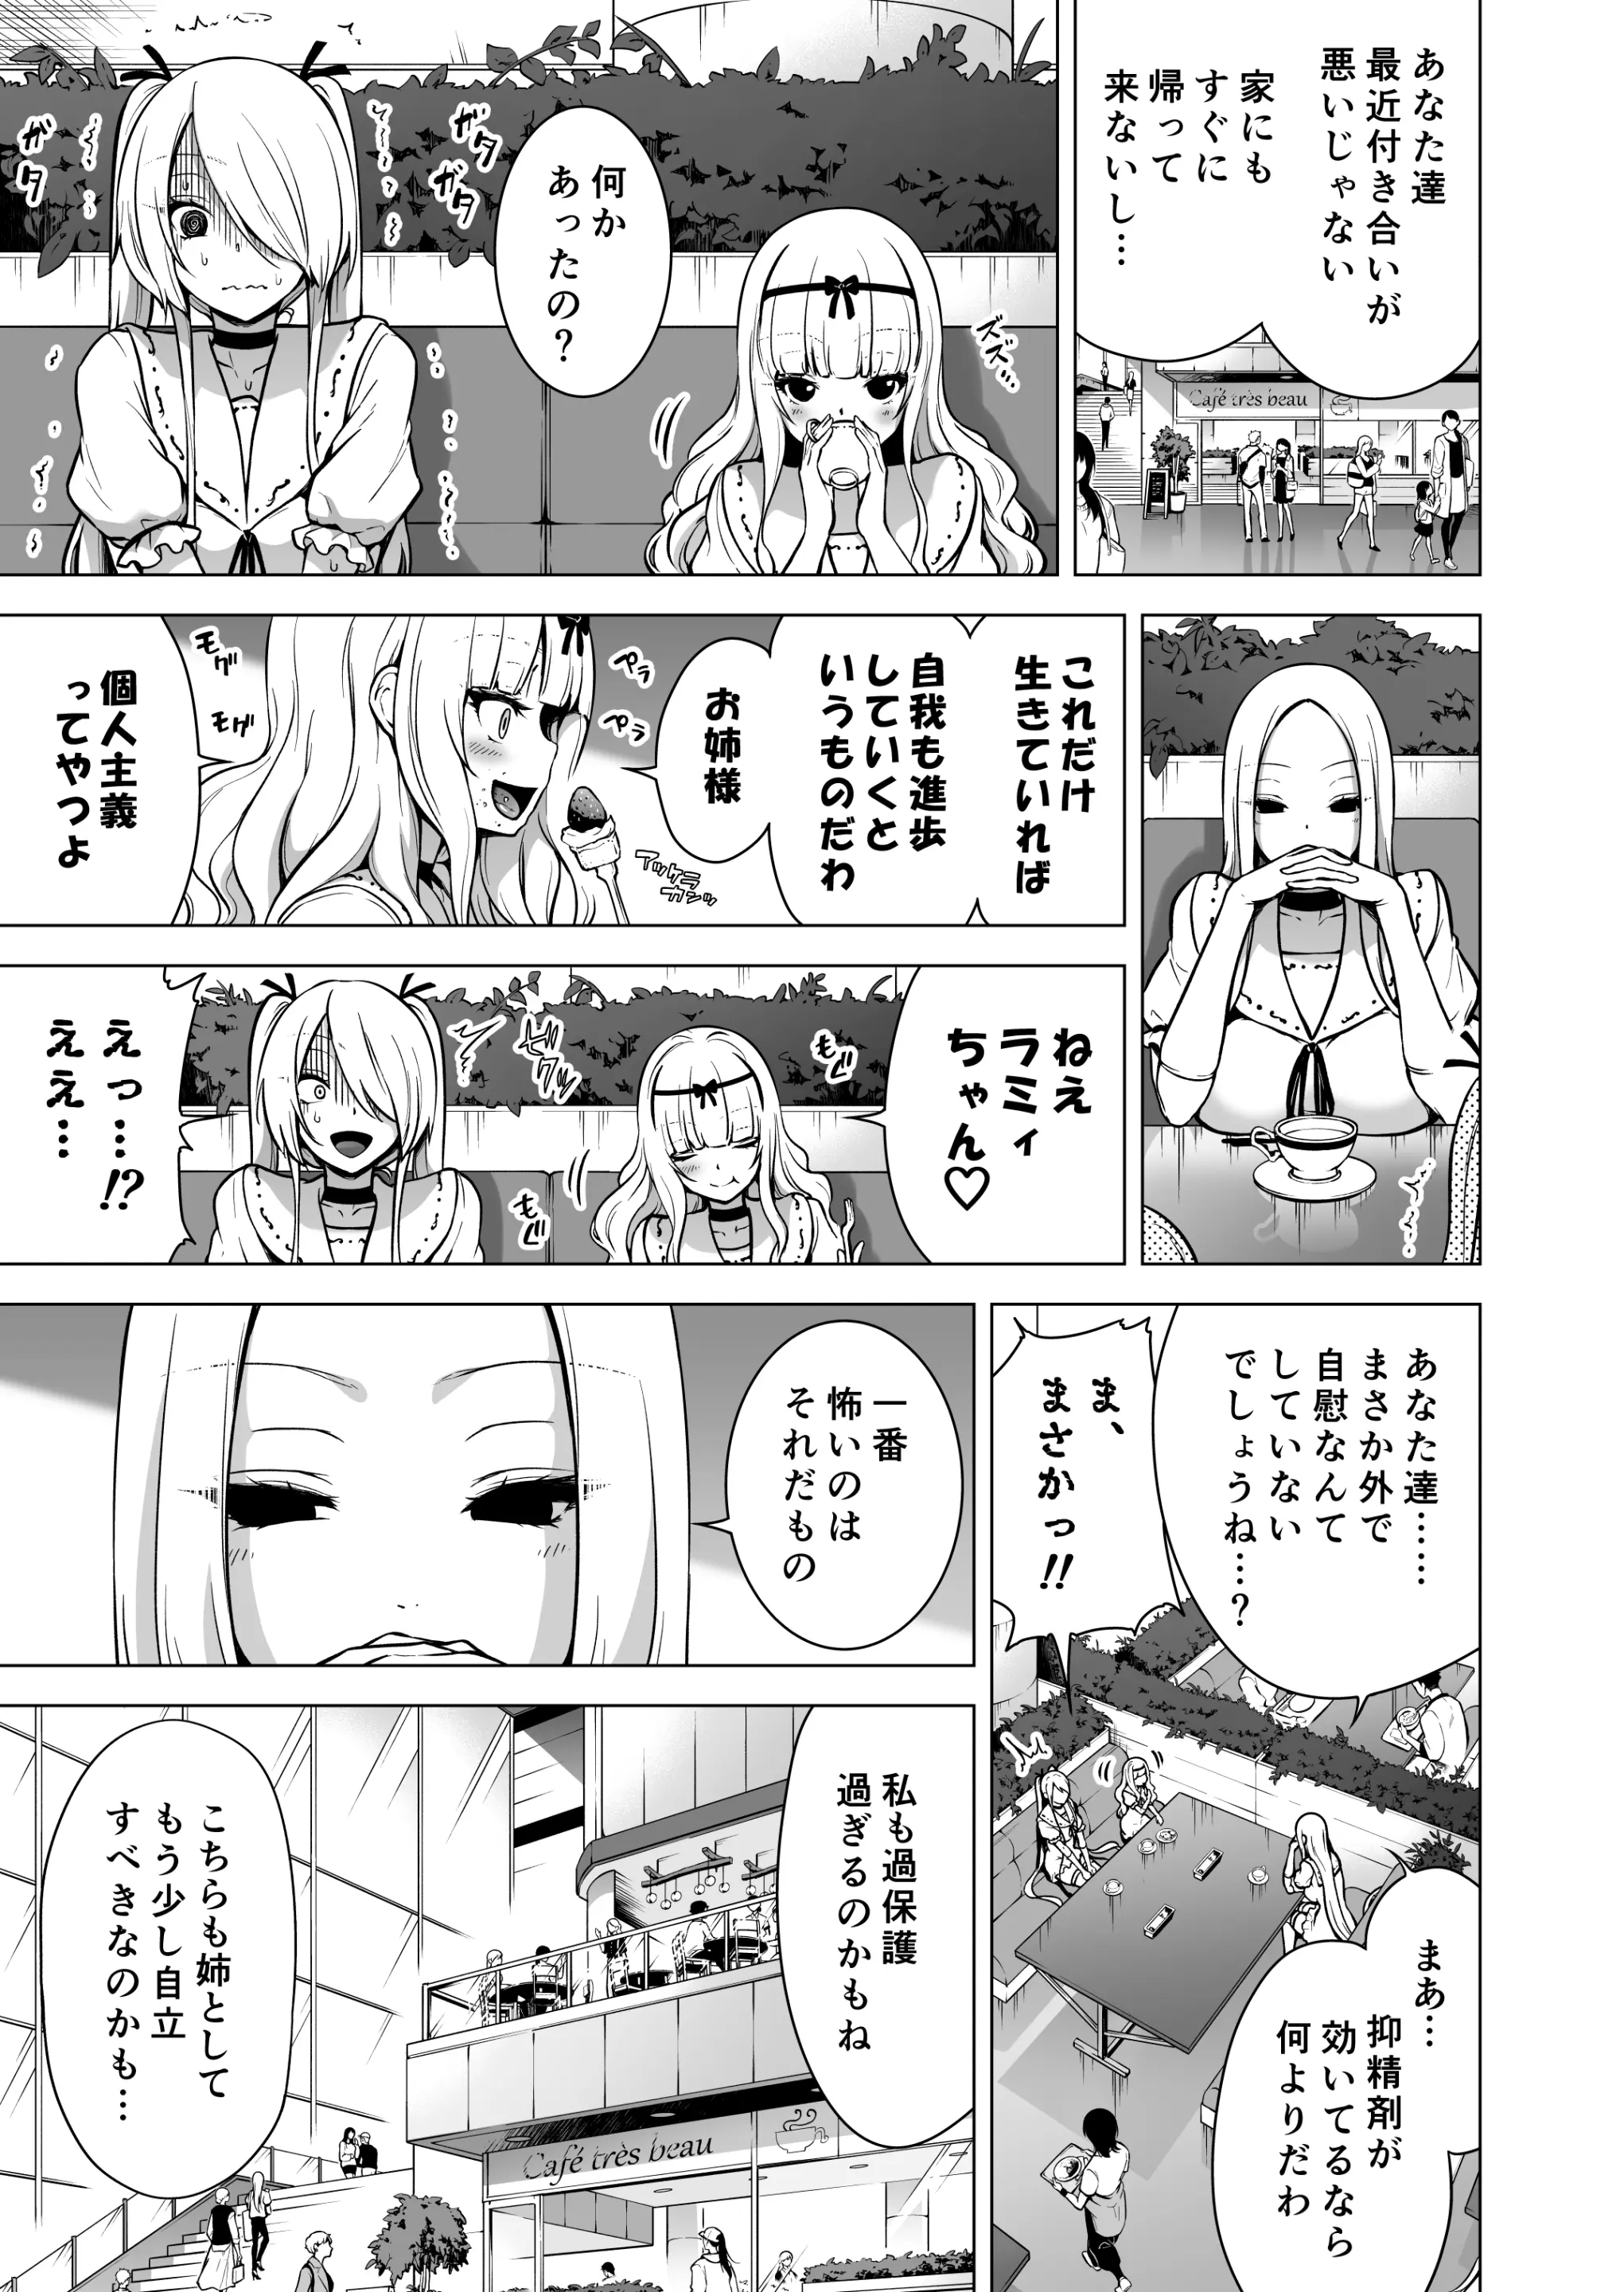 あなた達
最近付き合いが
悪いじゃない
家にも
すぐに
帰って
来ないし…
Café très beau
何か
あったの？
ズズ…
ガタ
ガタ
ガタ
ガタ
これだけ
生きていれば
自我も進歩
していくと
いうものだわ
お姉様
ペラ
ペラ
アッケラ
カンッ
モグ
モグ
個人主義
ってやつよ
ねえ
ラミィ
ちゃん♡
もぐ
もぐ
ビクッ
えっ…!?
ええ…
あなた達……
まさか外で
自慰なんて
していない
でしょうね…？
ま、
まさかっ!!
まあ…
抑精剤が
効いてるなら
何よりだわ
一番
怖いのは
それだもの
私も過保護
過ぎるのかもね
こちらも姉として
もう少し自立
すべきなのかも…
Café très beau